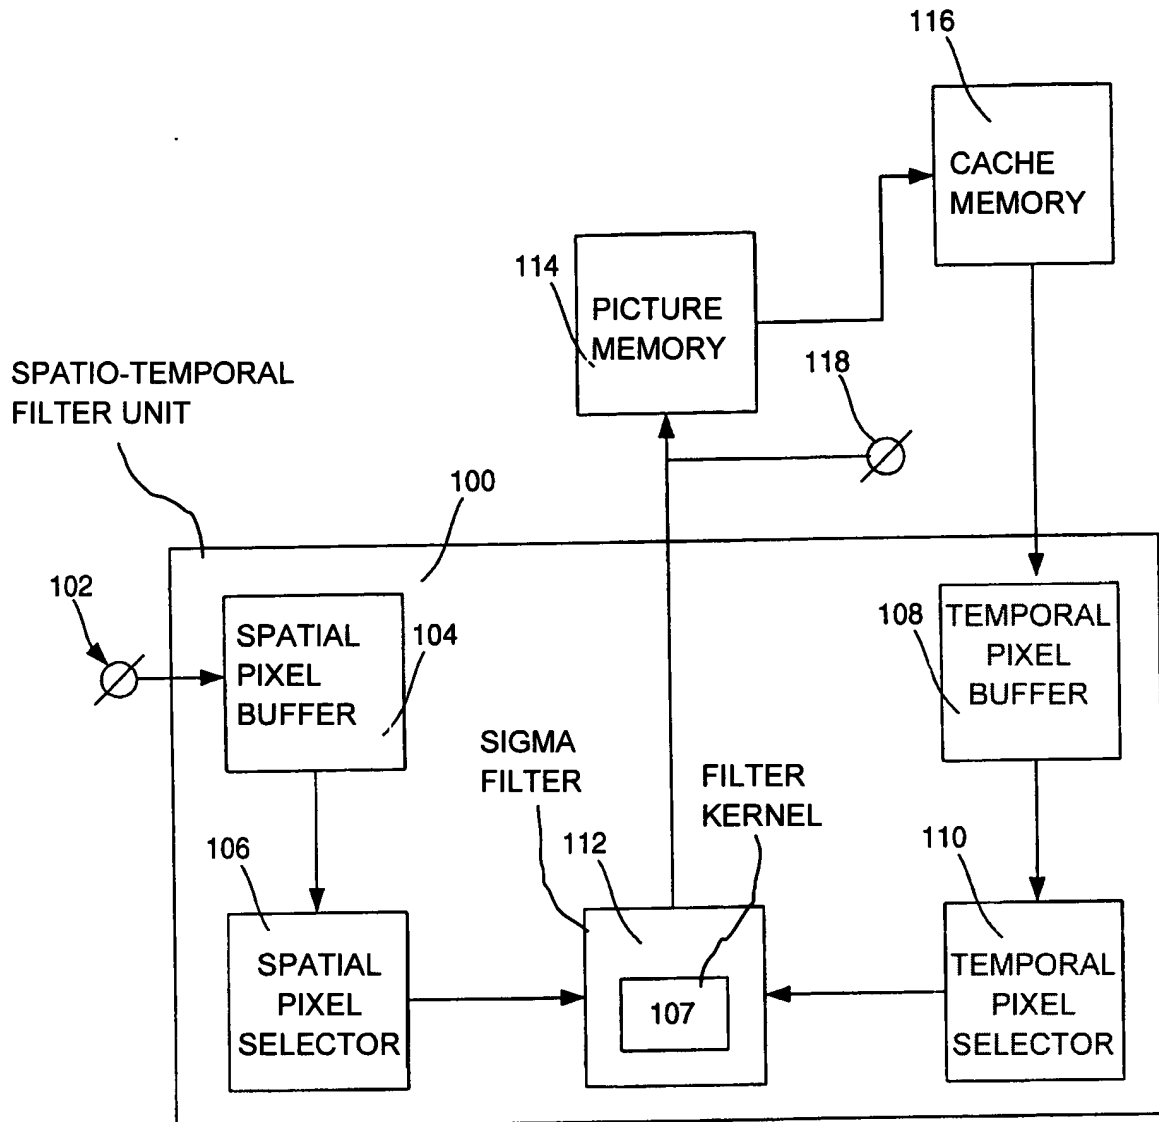 116
CACHE
MEMORY
114
PICTURE
MEMORY
118
SPATIO-TEMPORAL
FILTER UNIT
100
102
SPATIAL
PIXEL
BUFFER
104
108
TEMPORAL
PIXEL
BUFFER
SIGMA
FILTER
FILTER
KERNEL
106
112
110
SPATIAL
PIXEL
SELECTOR
107
TEMPORAL
PIXEL
SELECTOR